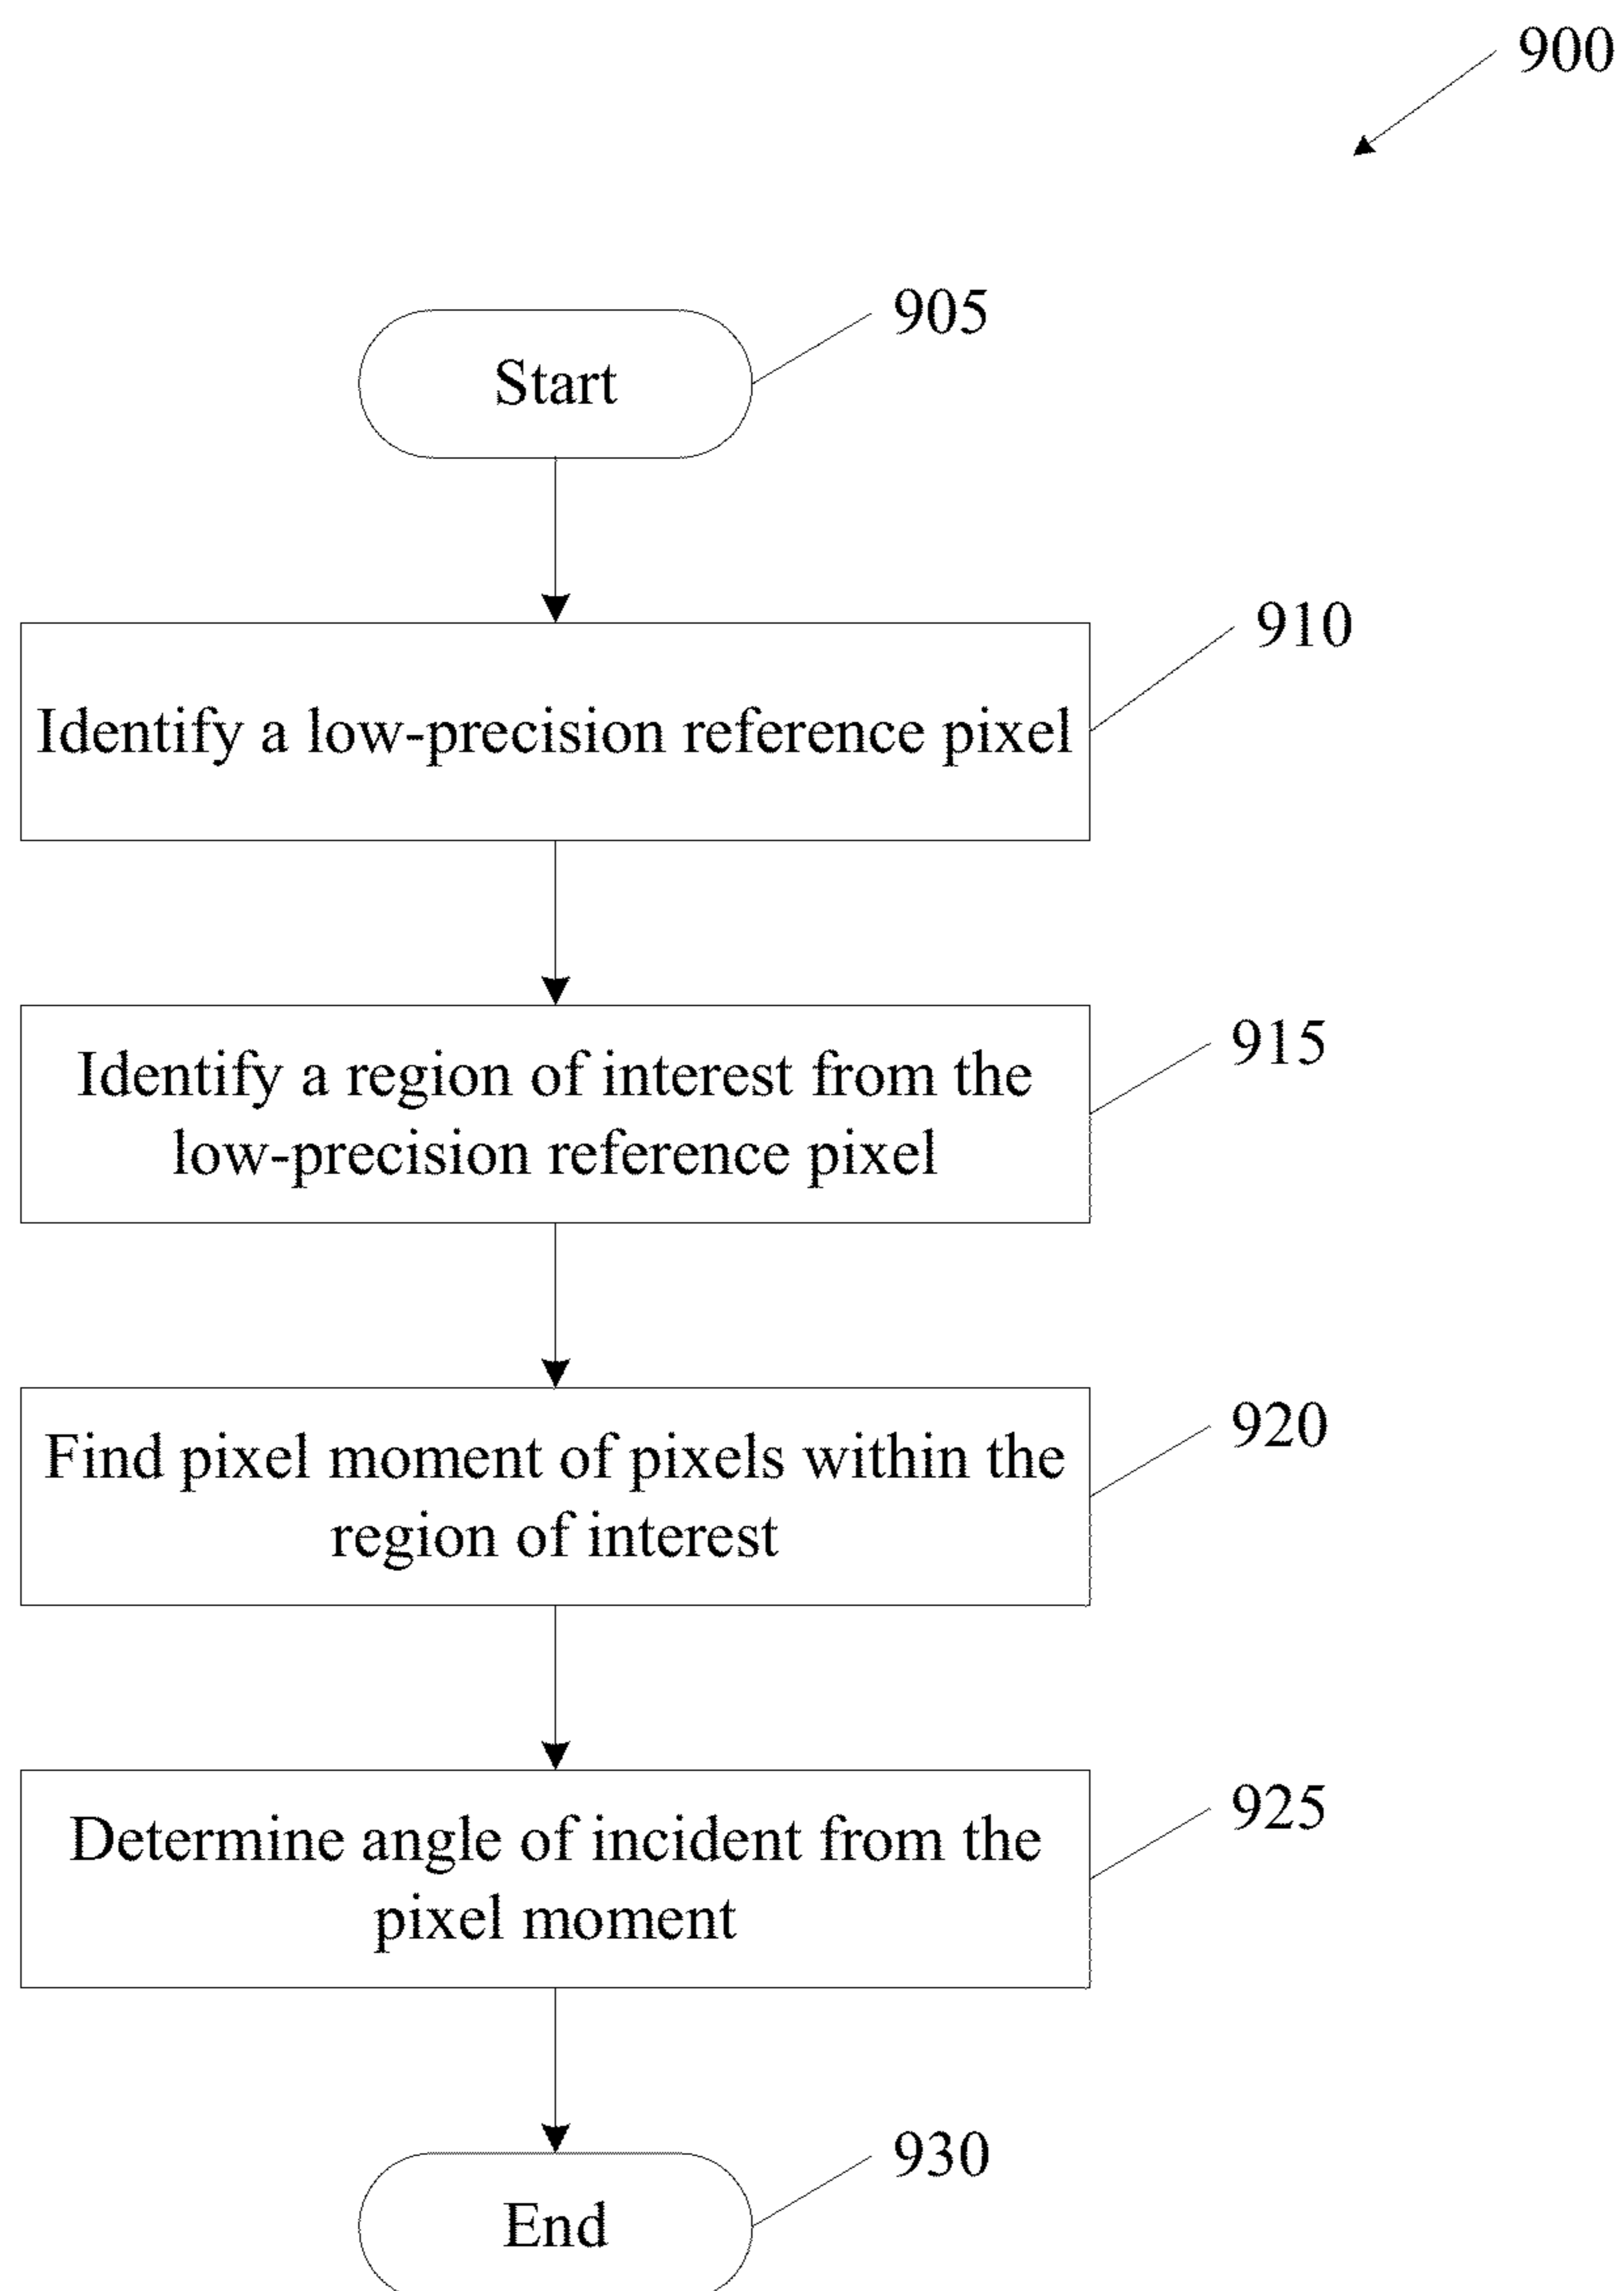 900
905
Start
910
Identify a low-precision reference pixel
915
Identify a region of interest from the
low-precision reference pixel
920
Find pixel moment of pixels within the
region of interest
925
Determine angle of incident from the
pixel moment
930
End